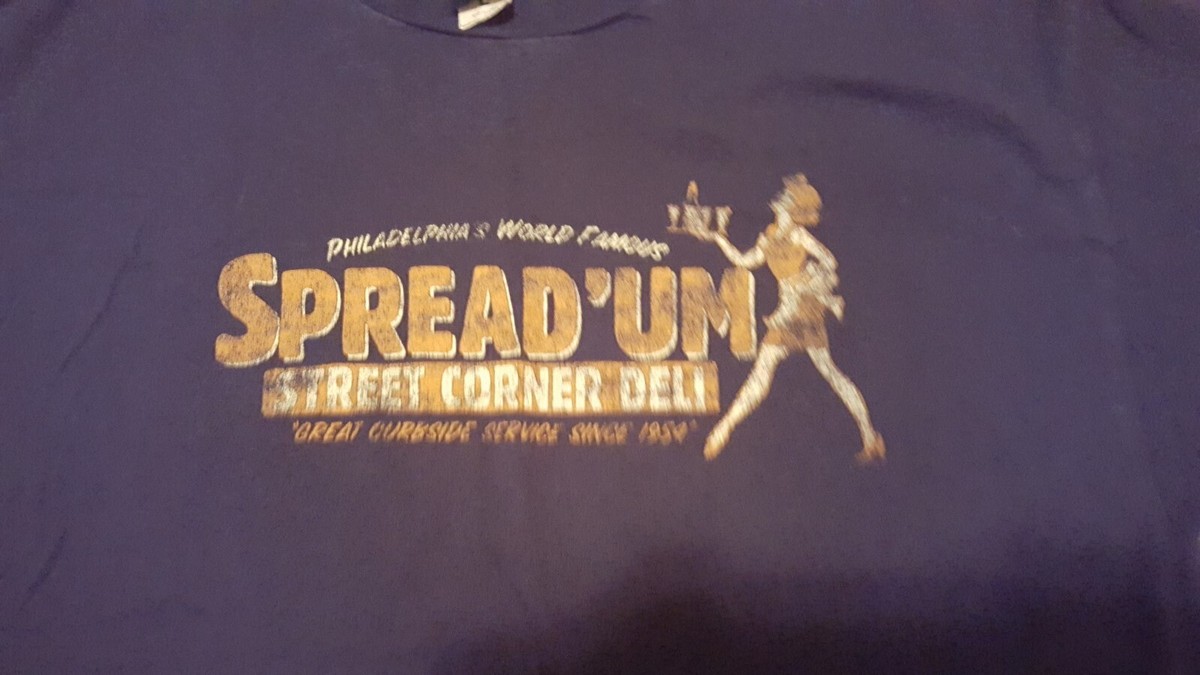 PHILADELPHIA'S WORLD FAMOUS
SPREAD'UM
STREET CORNER DELI
"GREAT CURBSIDE SERVICE SINCE 1954"